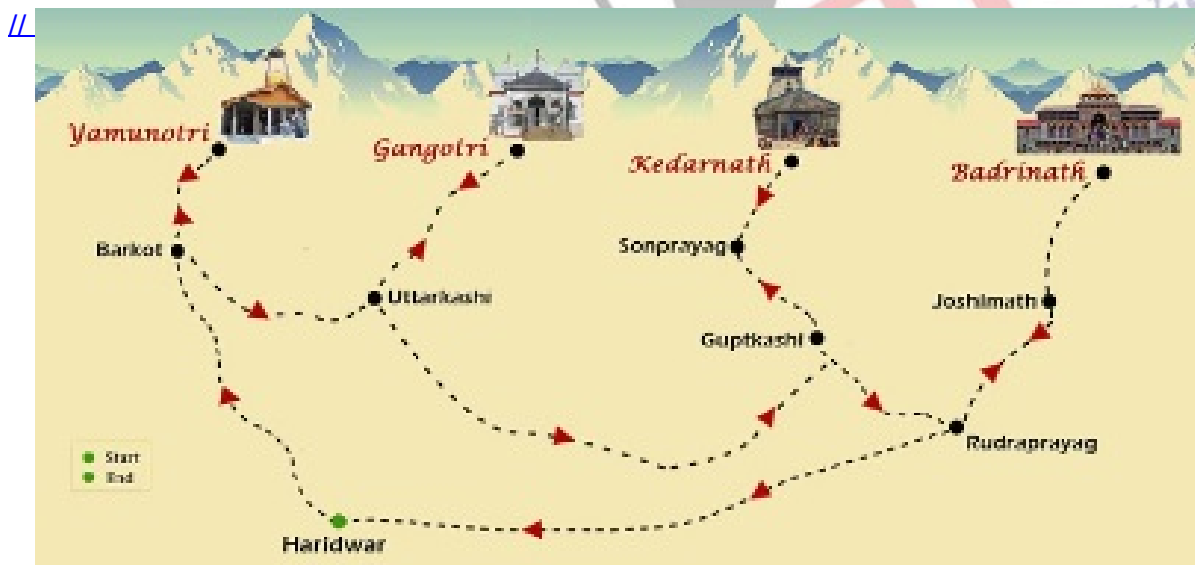 //
Yamunotri
Gangotri
Kedarnath
Badrinath
Barkot
Sonprayag
Uttarkashi
Joshimath
Guptkashi
Rudraprayag
Start
End
Haridwar